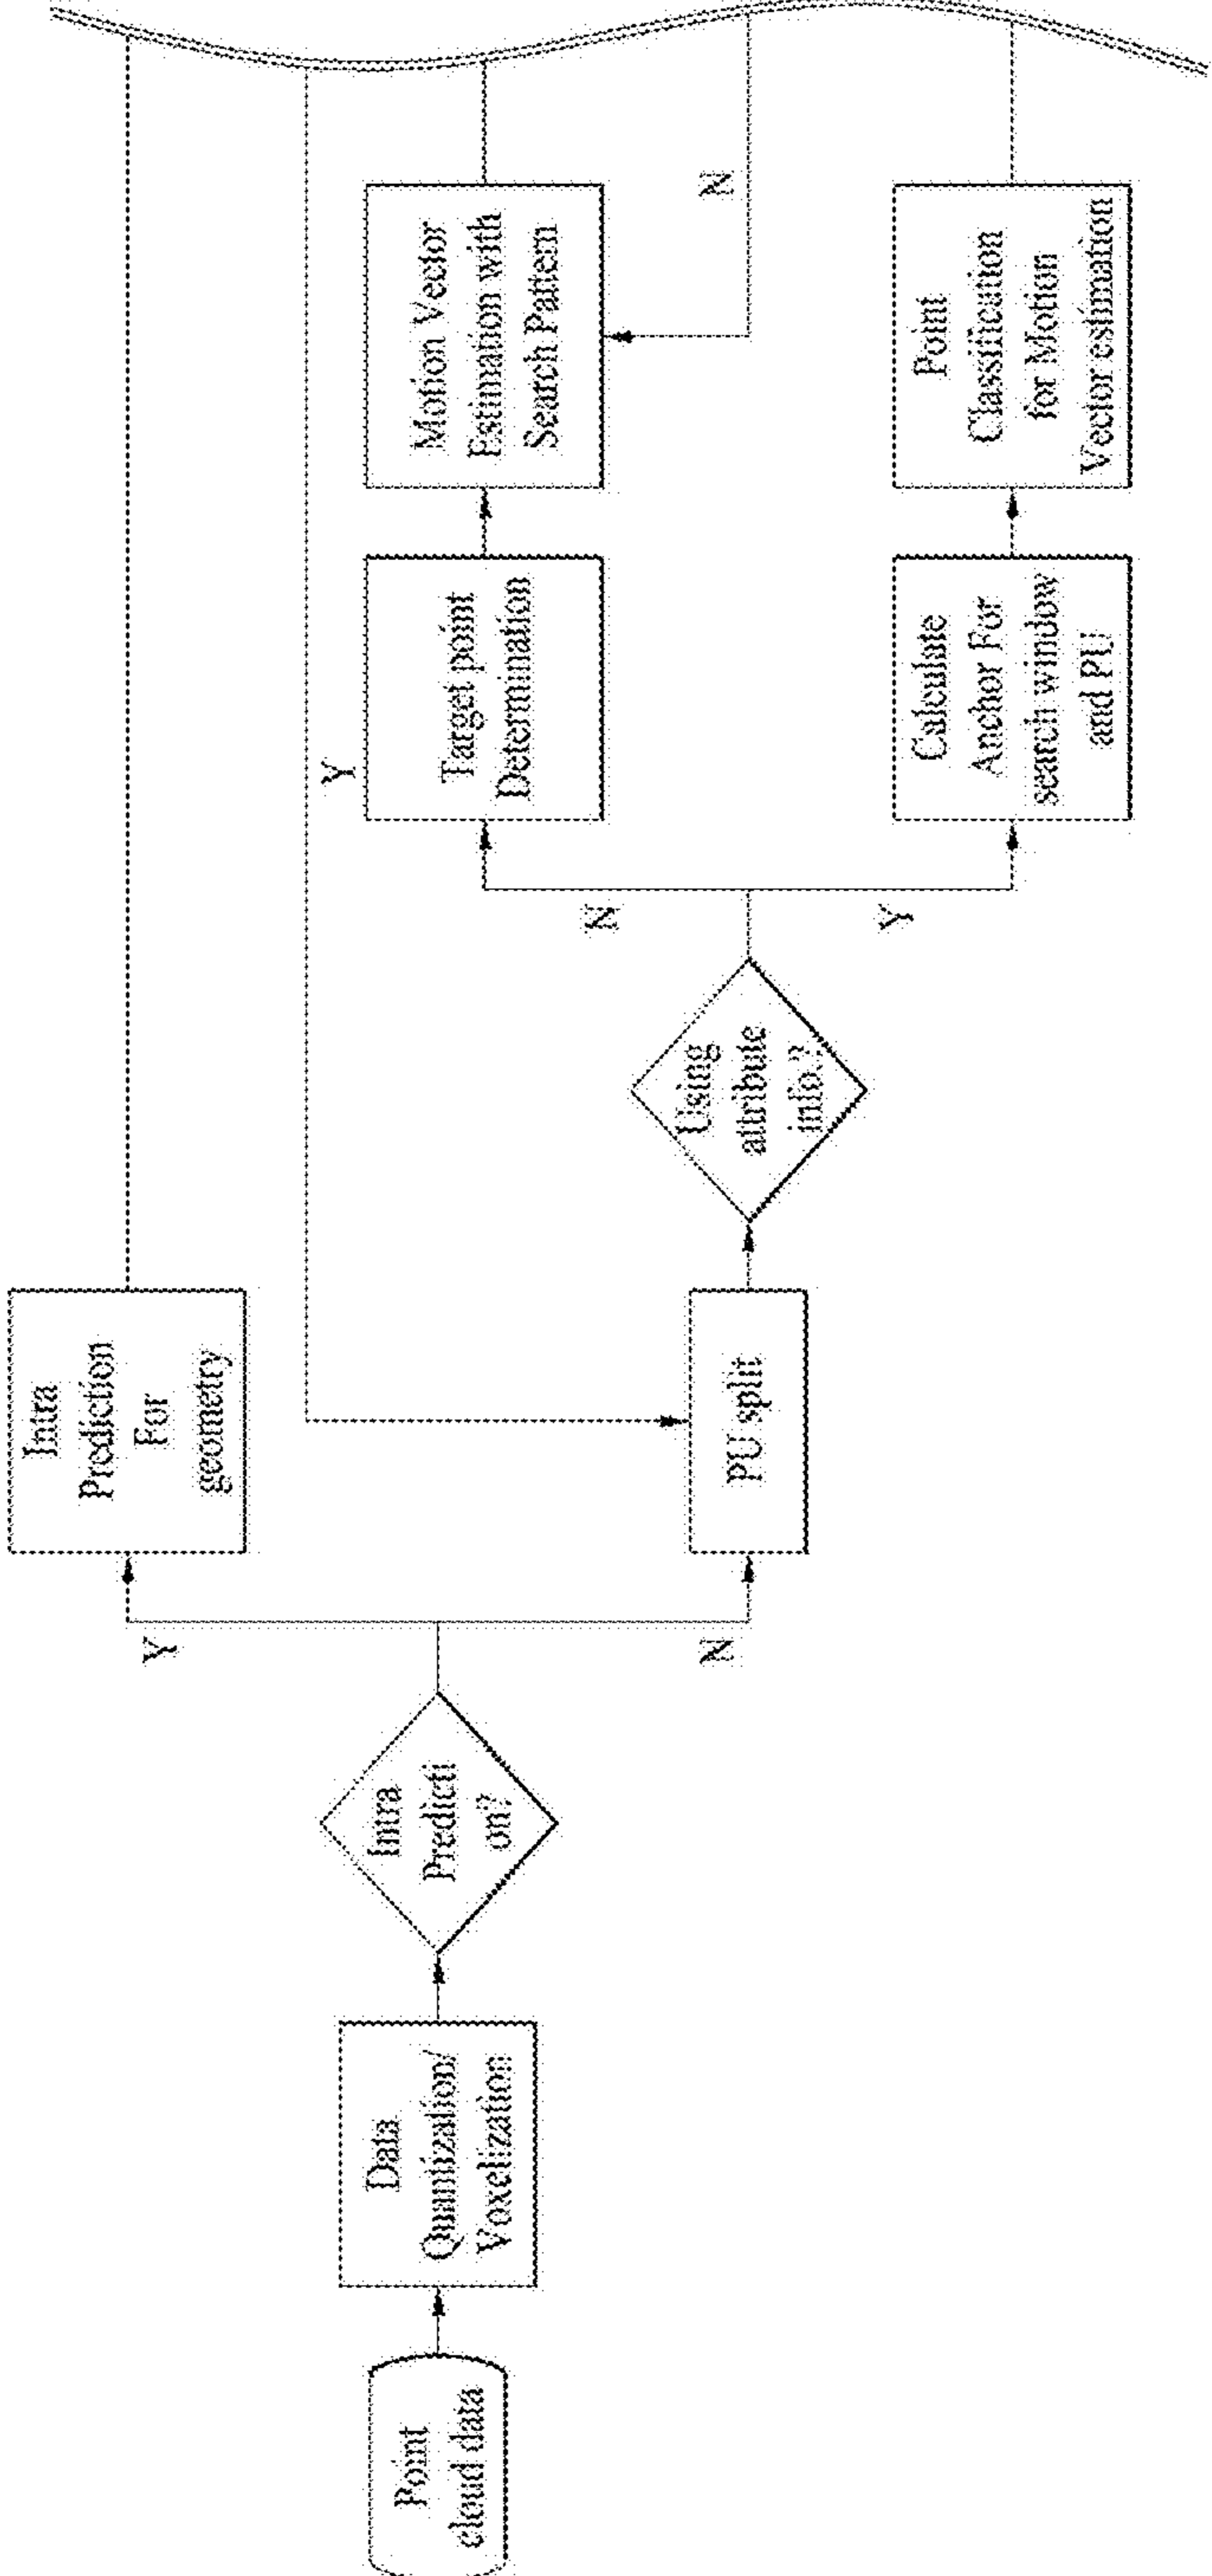 Point
cloud data
Data
Quantization/
Voxelization
Intra
Predicti
on?
Y
N
Intra
Prediction
For
geometry
PU split
Using
attribute
info.?
N
Y
Y
Target point
Determination
Motion Vector
Estimation with
Search Pattern
N
Calculate
Anchor For
search window
and PU
Point
Classification
for Motion
Vector estimation